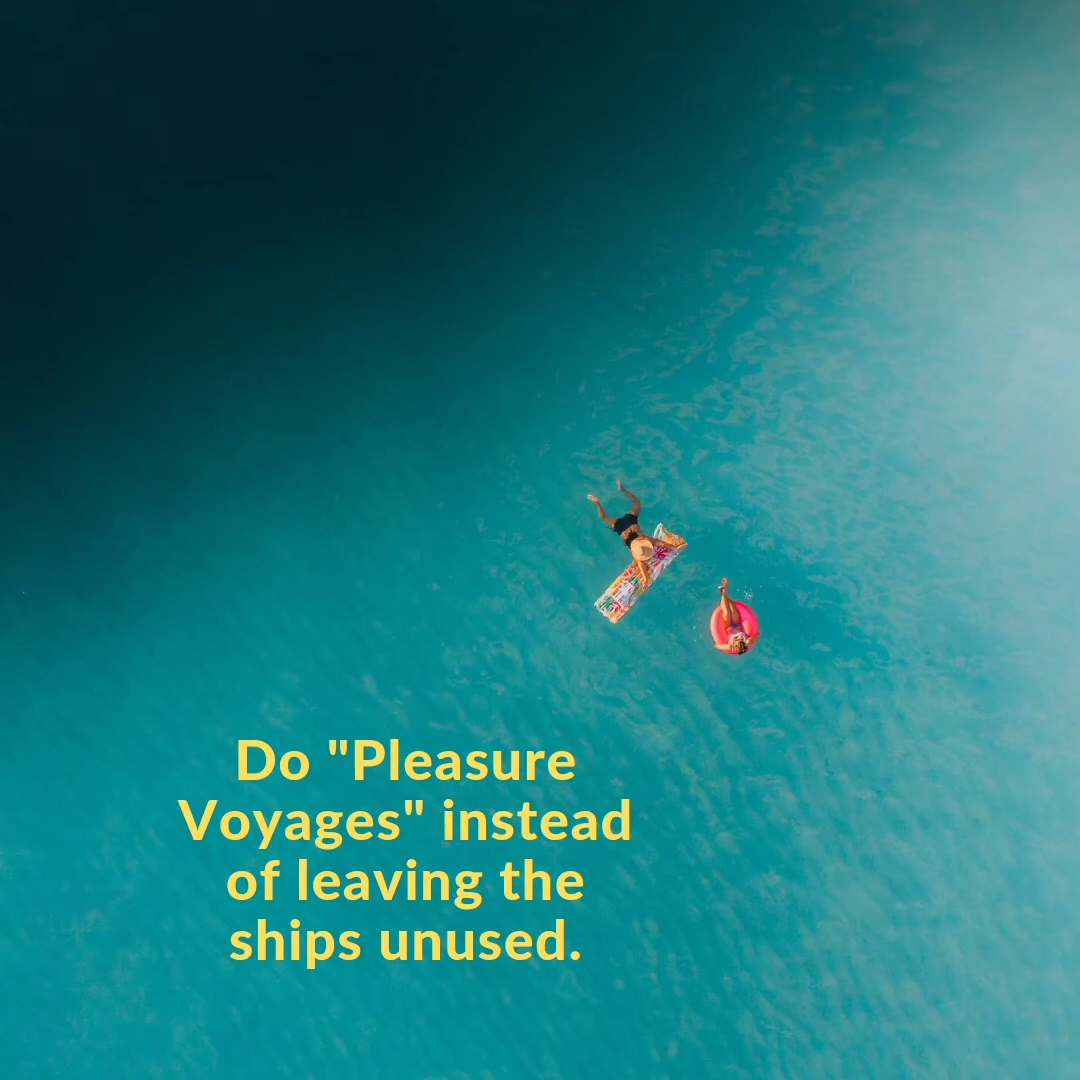 Do "Pleasure
Voyages" instead
of leaving the
ships unused.